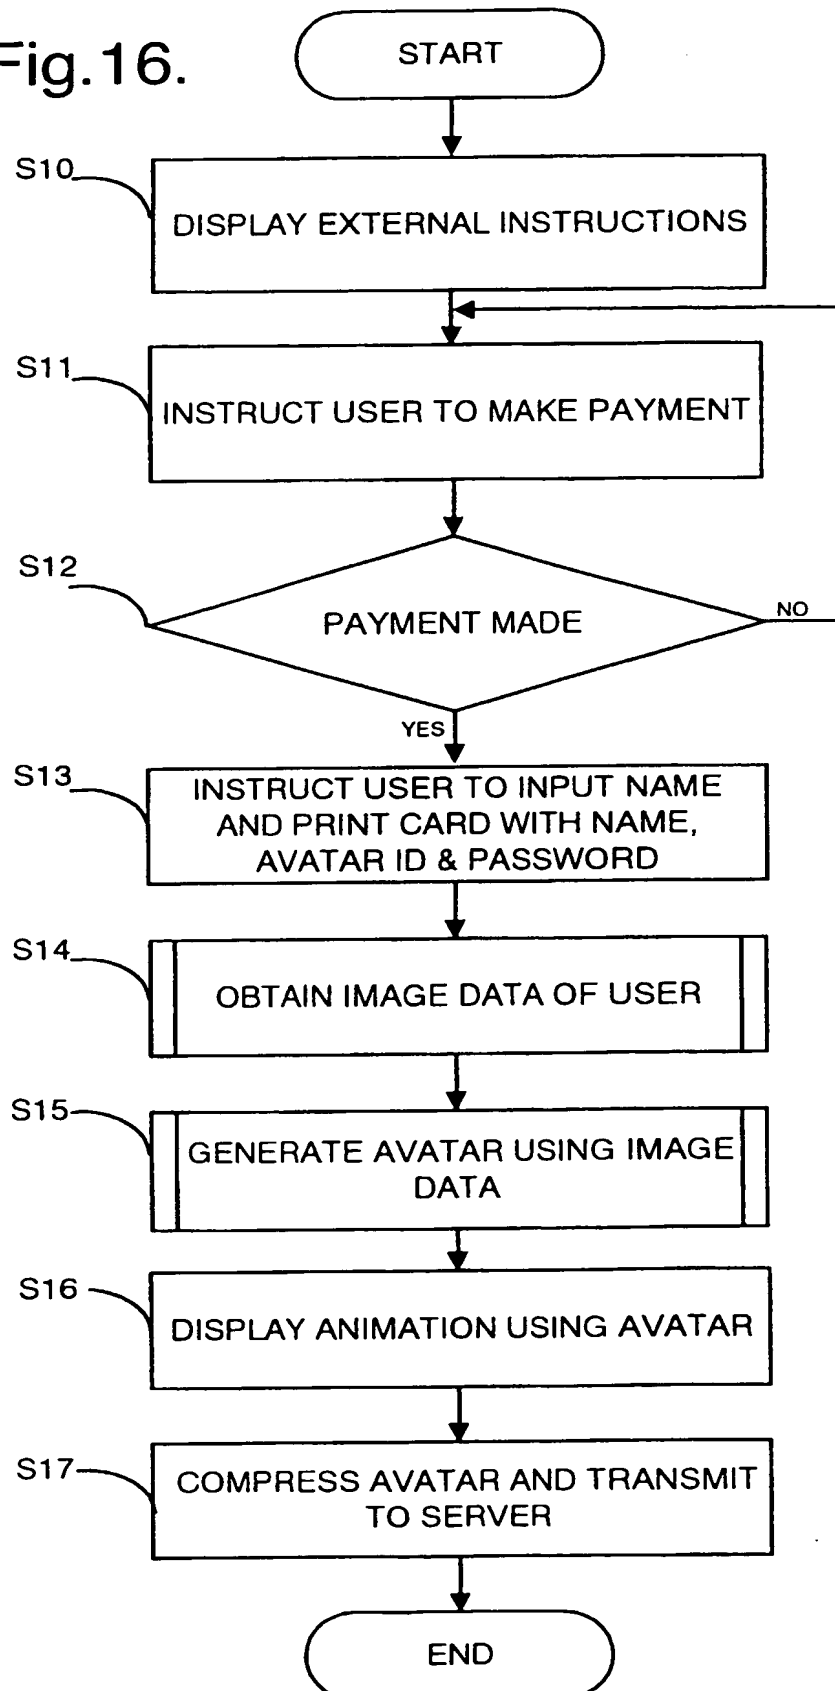 Fig.16.
START
S10
DISPLAY EXTERNAL INSTRUCTIONS
S11
INSTRUCT USER TO MAKE PAYMENT
S12
PAYMENT MADE
NO
YES
S13
INSTRUCT USER TO INPUT NAME
AND PRINT CARD WITH NAME,
AVATAR ID & PASSWORD
S14
OBTAIN IMAGE DATA OF USER
S15
GENERATE AVATAR USING IMAGE
DATA
S16
DISPLAY ANIMATION USING AVATAR
S17
COMPRESS AVATAR AND TRANSMIT
TO SERVER
END